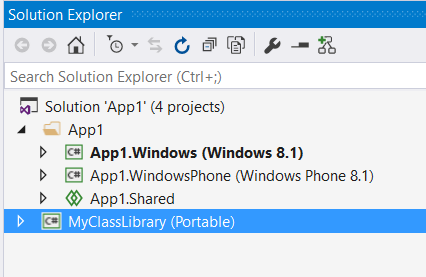 Solution Explorer
Search Solution Explorer (Ctrl+;)
Solution 'App1' (4 projects)
App1
C# App1.Windows (Windows 8.1)
C# App1.WindowsPhone (Windows Phone 8.1)
App1.Shared
C# MyClassLibrary (Portable)